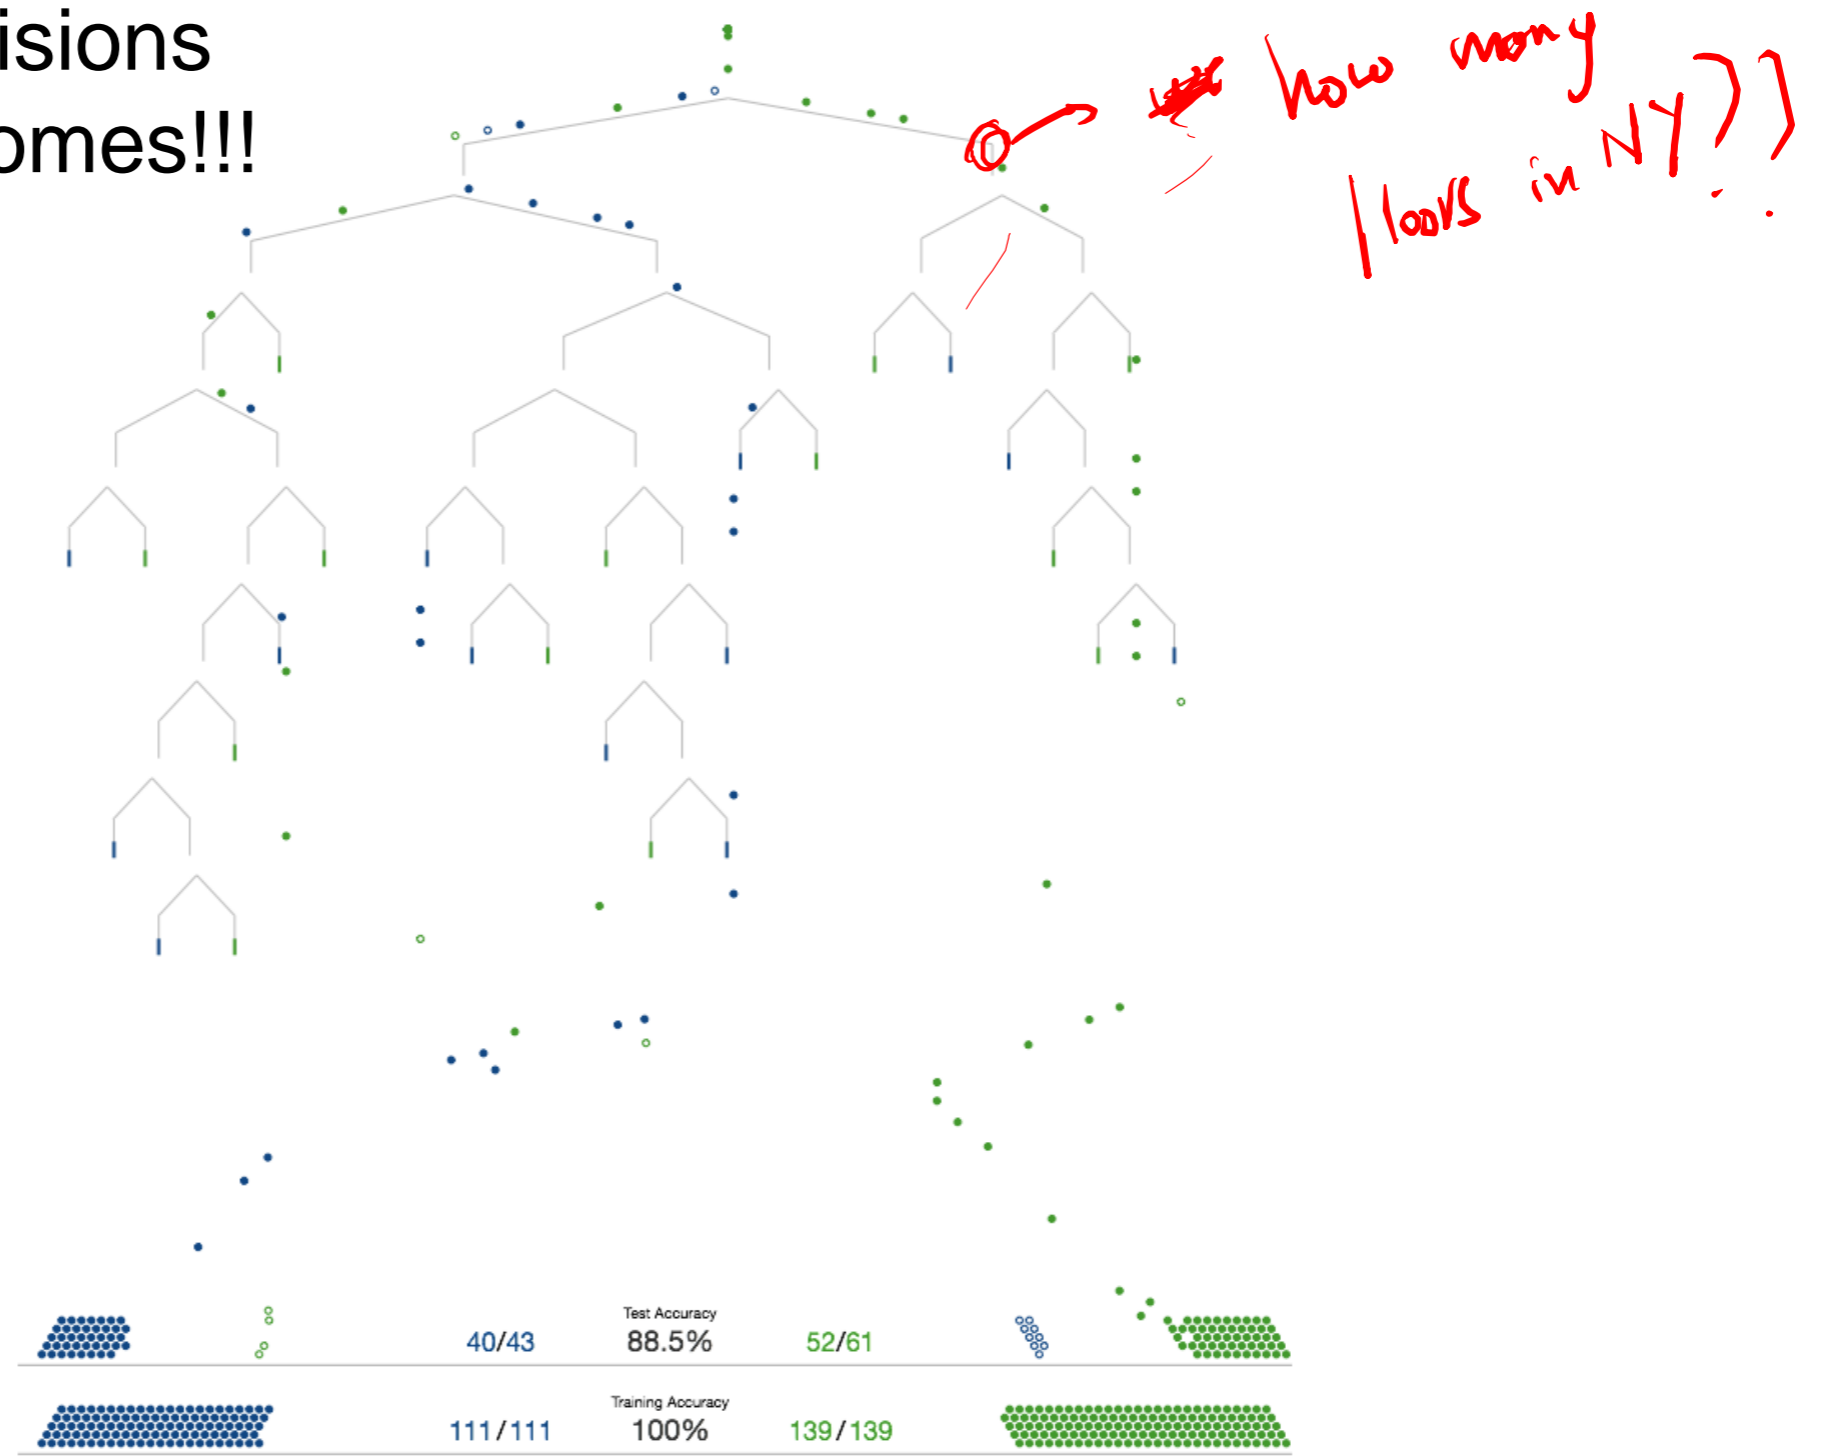 isions
omes!!!
how many
floors in NY??
Test Accuracy
40/43 88.5% 52/61
Training Accuracy
111/111 100% 139/139